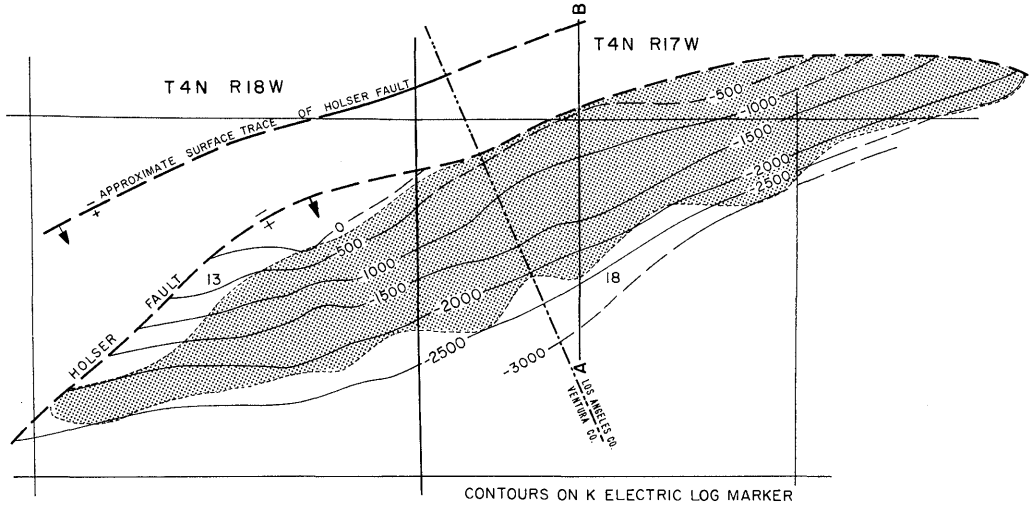 B
T4N R18W
T4N R17W
- APPROXIMATE SURFACE TRACE OF HOLSER FAULT
+
-500
-1000
-1500
-2000
-2500
-
+
0
500
-1000
-1500
-2000
-2500
-3000
13
18
HOLSER FAULT
A
LOS ANGELES CO.
VENTURA CO.
CONTOURS ON K ELECTRIC LOG MARKER